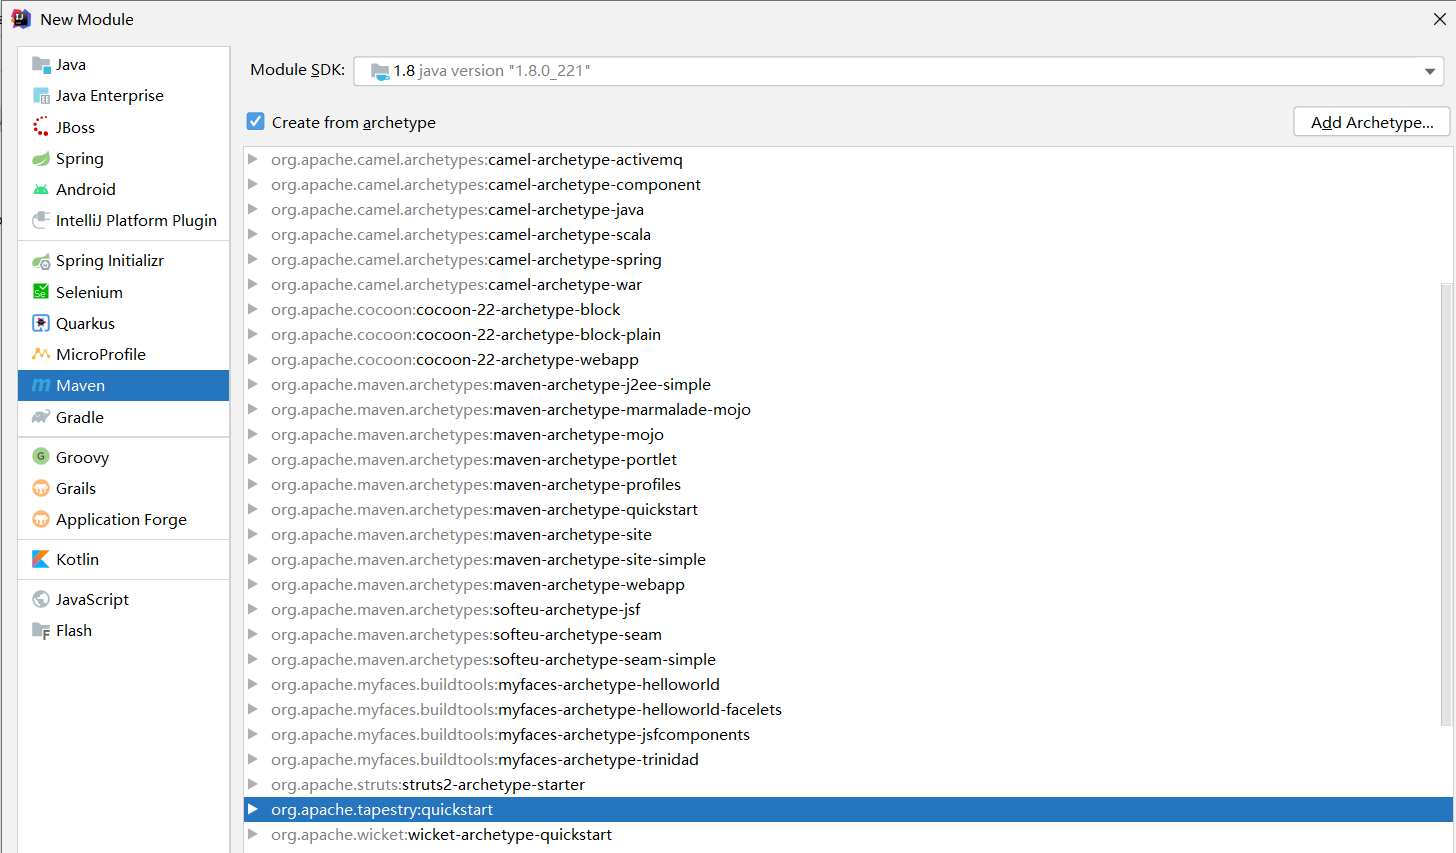 New Module
Java
Java Enterprise
JBoss
Spring
Android
IntelliJ Platform Plugin
Spring Initializr
Selenium
Quarkus
MicroProfile
Maven
Gradle
Groovy
Grails
Application Forge
Kotlin
JavaScript
Flash
Module SDK: 1.8 java version "1.8.0_221"
Create from archetype
Add Archetype...
org.apache.camel.archetypes:camel-archetype-activemq
org.apache.camel.archetypes:camel-archetype-component
org.apache.camel.archetypes:camel-archetype-java
org.apache.camel.archetypes:camel-archetype-scala
org.apache.camel.archetypes:camel-archetype-spring
org.apache.camel.archetypes:camel-archetype-war
org.apache.cocoon:cocoon-22-archetype-block
org.apache.cocoon:cocoon-22-archetype-block-plain
org.apache.cocoon:cocoon-22-archetype-webapp
org.apache.maven.archetypes:maven-archetype-j2ee-simple
org.apache.maven.archetypes:maven-archetype-marmalade-mojo
org.apache.maven.archetypes:maven-archetype-mojo
org.apache.maven.archetypes:maven-archetype-portlet
org.apache.maven.archetypes:maven-archetype-profiles
org.apache.maven.archetypes:maven-archetype-quickstart
org.apache.maven.archetypes:maven-archetype-site
org.apache.maven.archetypes:maven-archetype-site-simple
org.apache.maven.archetypes:maven-archetype-webapp
org.apache.maven.archetypes:softeu-archetype-jsf
org.apache.maven.archetypes:softeu-archetype-seam
org.apache.maven.archetypes:softeu-archetype-seam-simple
org.apache.myfaces.buildtools:myfaces-archetype-helloworld
org.apache.myfaces.buildtools:myfaces-archetype-helloworld-facelets
org.apache.myfaces.buildtools:myfaces-archetype-jsfcomponents
org.apache.myfaces.buildtools:myfaces-archetype-trinidad
org.apache.struts:struts2-archetype-starter
org.apache.tapestry:quickstart
org.apache.wicket:wicket-archetype-quickstart